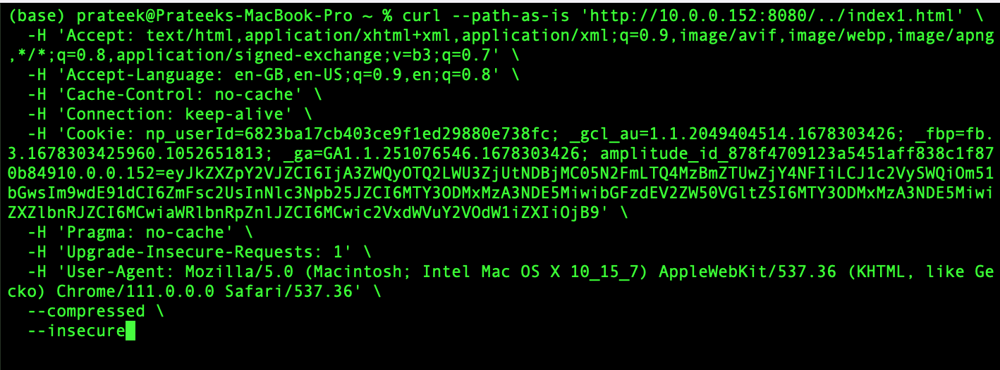 (base) prateek@Prateeks-MacBook-Pro ~ % curl --path-as-is 'http://10.0.0.152:8080/../index1.html' \
  -H 'Accept: text/html,application/xhtml+xml,application/xml;q=0.9,image/avif,image/webp,image/apng
,*/*;q=0.8,application/signed-exchange;v=b3;q=0.7' \
  -H 'Accept-Language: en-GB,en-US;q=0.9,en;q=0.8' \
  -H 'Cache-Control: no-cache' \
  -H 'Connection: keep-alive' \
  -H 'Cookie: np_userId=6823ba17cb403ce9f1ed29880e738fc; _gcl_au=1.1.2049404514.1678303426; _fbp=fb.
3.1678303425960.1052651813; _ga=GA1.1.251076546.1678303426; amplitude_id_878f4709123a5451aff838c1f87
0b84910.0.0.152=eyJkZXZpY2VJZCI6IjA3ZWQyOTQ2LWU3ZjUtNDBjMC05N2FmLTQ4MzBmZTUwZjY4NFIiLCJ1c2VySWQiOm51
bGwsIm9wdE91dCI6ZmFsc2UsInNlc3Npb25JZCI6MTY3ODMxMzA3NDE5MiwibGFzdEV2ZW50VGltZSI6MTY3ODMxMzA3NDE5Miwi
ZXZlbnRJZCI6MCwiaWRlbnRpZnlJZCI6MCwic2VxdWVuY2VOdW1iZXIiOjB9' \
  -H 'Pragma: no-cache' \
  -H 'Upgrade-Insecure-Requests: 1' \
  -H 'User-Agent: Mozilla/5.0 (Macintosh; Intel Mac OS X 10_15_7) AppleWebKit/537.36 (KHTML, like Ge
cko) Chrome/111.0.0.0 Safari/537.36' \
  --compressed \
  --insecure